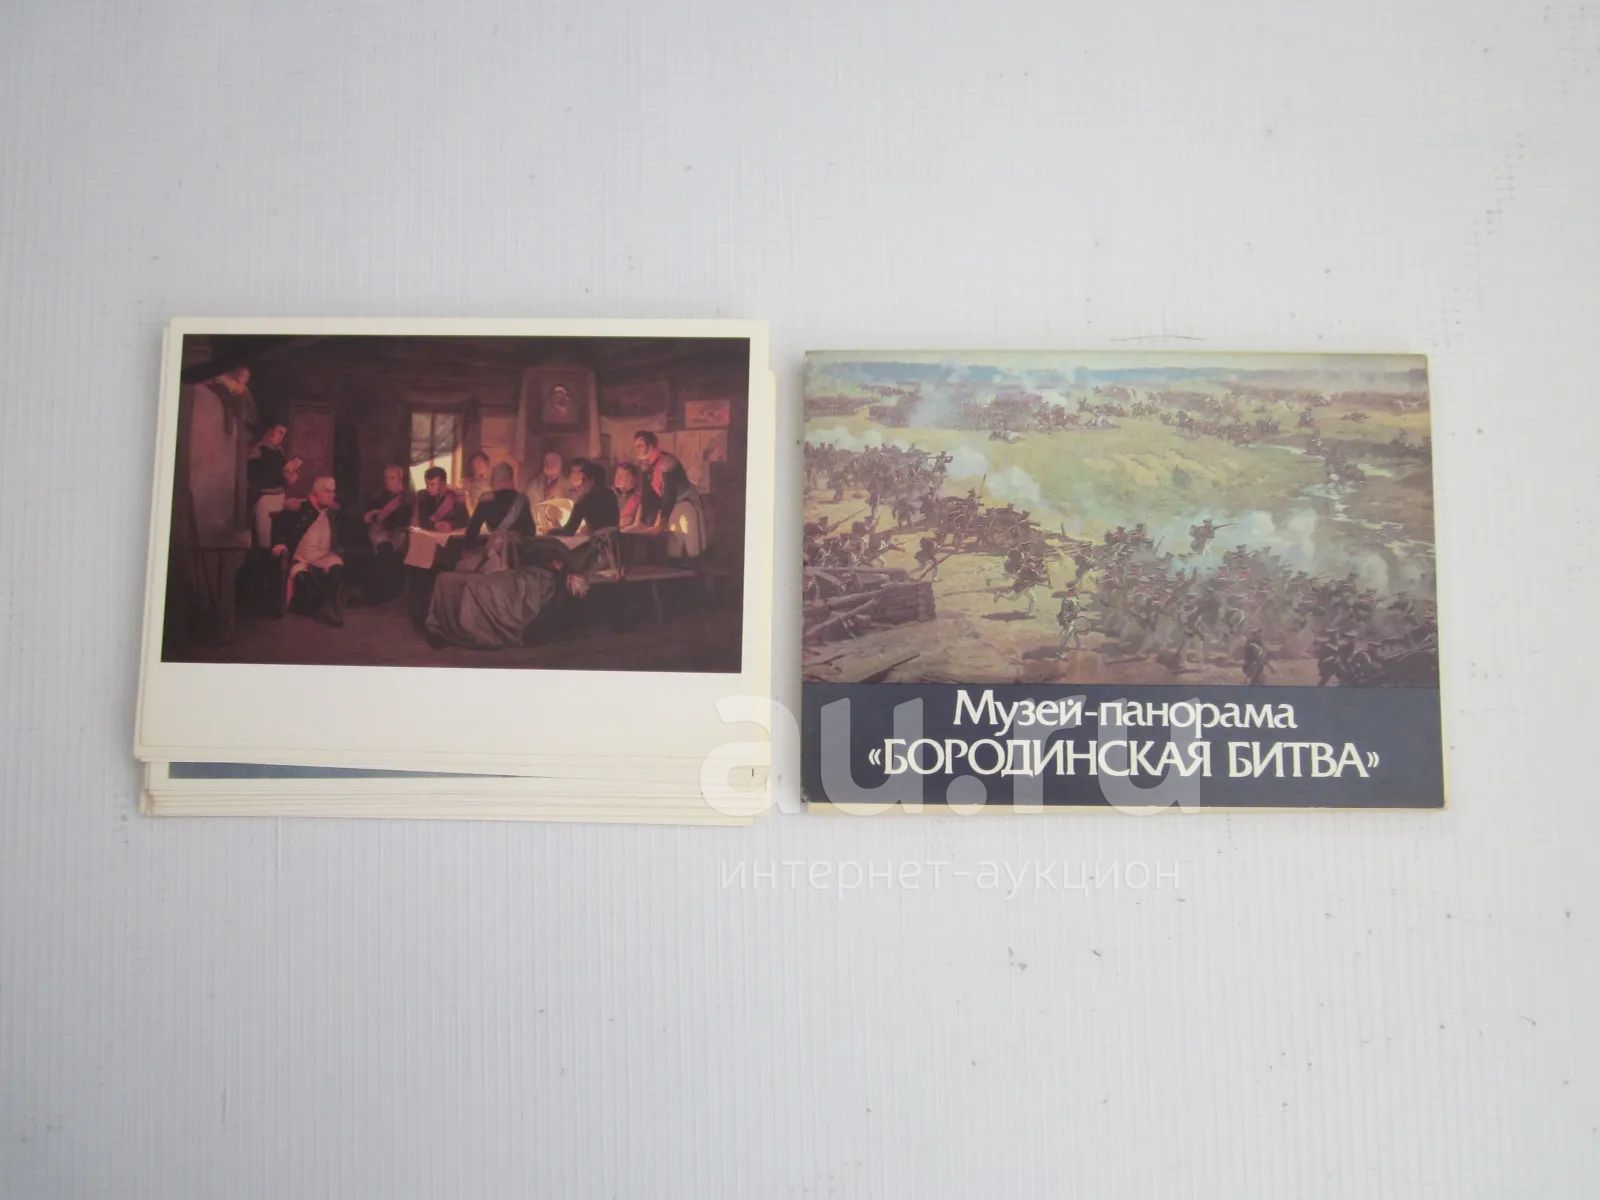 Музей-панорама
«БОРОДИНСКАЯ БИТВА»
au.ru
интернет-аукцион